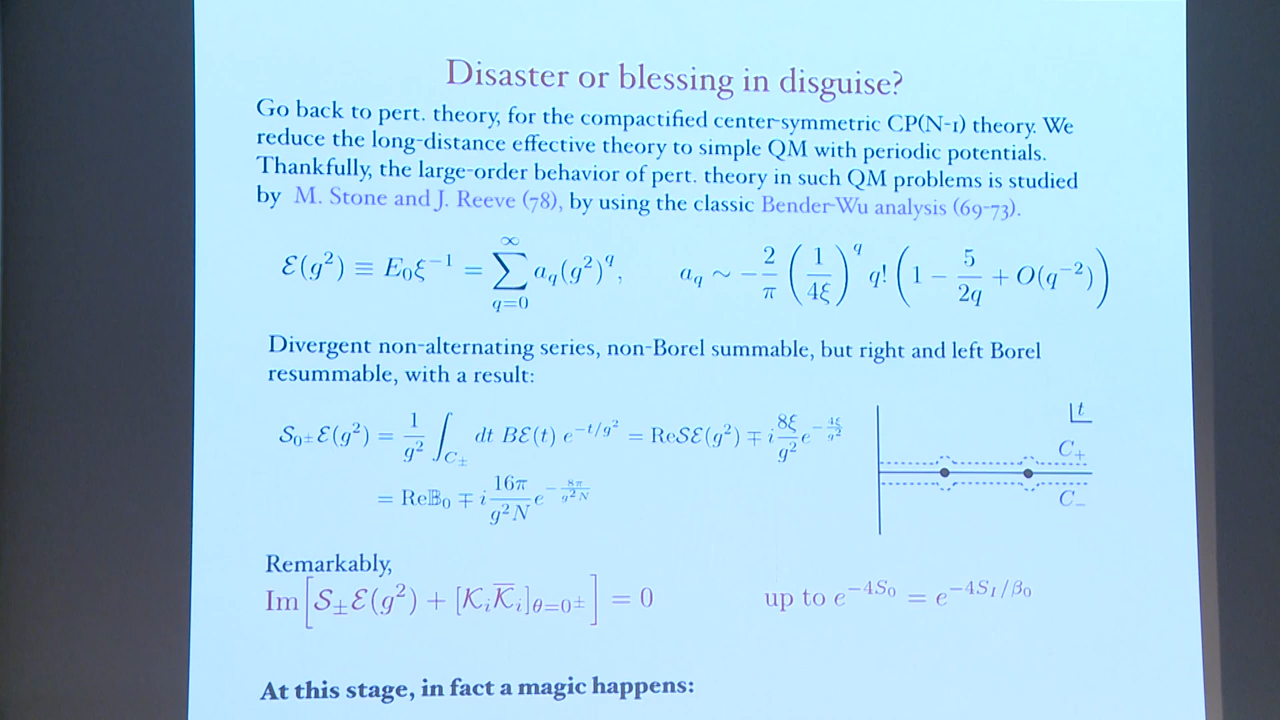 Disaster or blessing in disguise?
Go back to pert. theory, for the compactified center-symmetric CP(N-1) theory. We
reduce the long-distance effective theory to simple QM with periodic potentials.
Thankfully, the large-order behavior of pert. theory in such QM problems is studied
by M. Stone and J. Reeve (78), by using the classic Bender-Wu analysis (69-73).
ℰ(g²) ≡ E₀ξ⁻¹ = ∑_{q=0}^{∞} a_q(g²)^q, a_q ∼ −2/π (1/4ξ)^q q! (1 − 5/2q + O(q⁻²))
Divergent non-alternating series, non-Borel summable, but right and left Borel
resummable, with a result:
𝒮_{0±}ℰ(g²) = 1/g² ∫_{C±} dt Bℰ(t) e^{−t/g²} = Re𝒮ℰ(g²) ∓ i 8ξ/g² e^{−4ξ/g²}
= Re𝔹₀ ∓ i 16π/g²N e^{−8π/g²N}
t
C₊
C₋
Remarkably,
Im[𝒮_±ℰ(g²) + [𝒦ᵢ𝒦̅ᵢ]_{θ=0^±}] = 0 up to e^{−4S₀} = e^{−4S_I/β₀}
At this stage, in fact a magic happens: